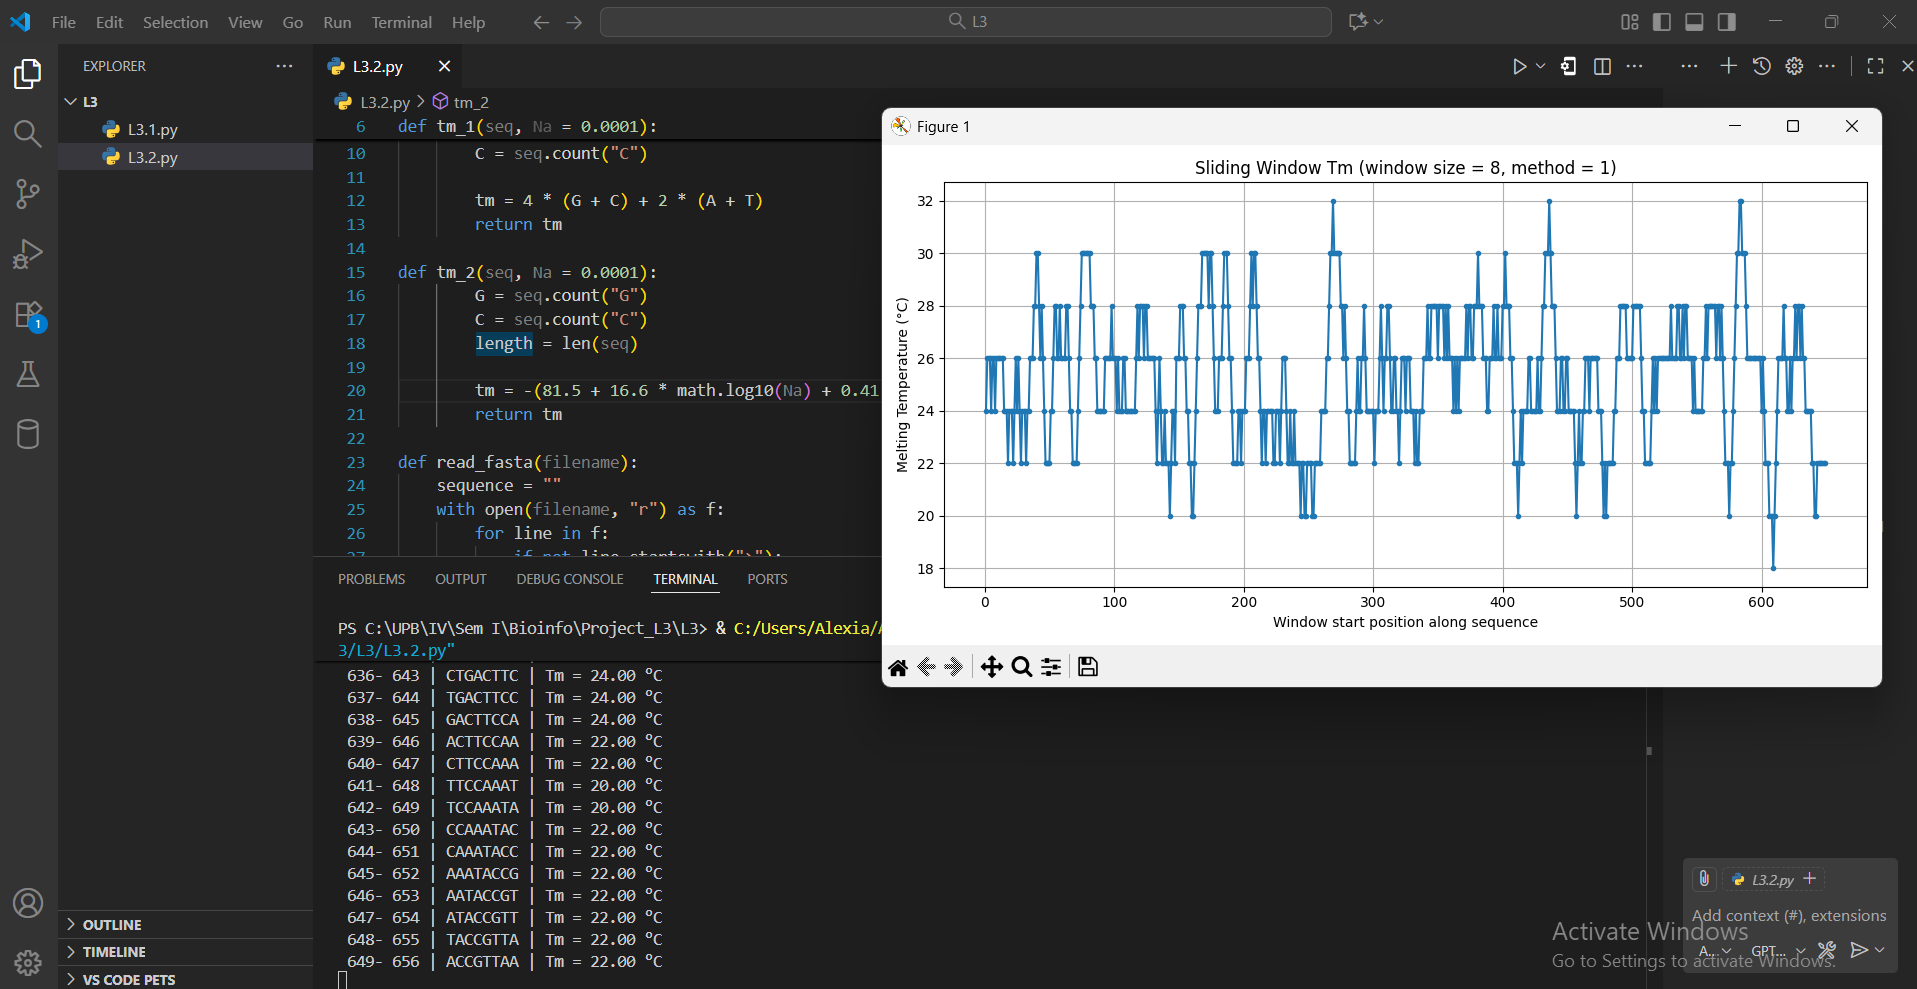 File Edit Selection View Go Run Terminal Help
L3
EXPLORER
L3
L3.1.py
L3.2.py
OUTLINE
TIMELINE
VS CODE PETS
1
L3.2.py
L3.2.py > tm_2
6 def tm_1(seq, Na = 0.0001):
10 C = seq.count("C")
11
12 tm = 4 * (G + C) + 2 * (A + T)
13 return tm
14
15 def tm_2(seq, Na = 0.0001):
16 G = seq.count("G")
17 C = seq.count("C")
18 length = len(seq)
19
20 tm = -(81.5 + 16.6 * math.log10(Na) + 0.41
21 return tm
22
23 def read_fasta(filename):
24 sequence = ""
25 with open(filename, "r") as f:
26 for line in f:
27 if not line.startswith(">"):
PROBLEMS OUTPUT DEBUG CONSOLE TERMINAL PORTS
PS C:\UPB\IV\Sem I\Bioinfo\Project_L3\L3> & C:/Users/Alexia/
3/L3/L3.2.py"
636- 643 | CTGACTTC | Tm = 24.00 °C
637- 644 | TGACTTCC | Tm = 24.00 °C
638- 645 | GACTTCCA | Tm = 24.00 °C
639- 646 | ACTTCCAA | Tm = 22.00 °C
640- 647 | CTTCCAAA | Tm = 22.00 °C
641- 648 | TTCCAAAT | Tm = 20.00 °C
642- 649 | TCCAAATA | Tm = 20.00 °C
643- 650 | CCAAATAC | Tm = 22.00 °C
644- 651 | CAAATACC | Tm = 22.00 °C
645- 652 | AAATACCG | Tm = 22.00 °C
646- 653 | AATACCGT | Tm = 22.00 °C
647- 654 | ATACCGTT | Tm = 22.00 °C
648- 655 | TACCGTTA | Tm = 22.00 °C
649- 656 | ACCGTTAA | Tm = 22.00 °C
Figure 1
Sliding Window Tm (window size = 8, method = 1)
Melting Temperature (°C)
32
30
28
26
24
22
20
18
0 100 200 300 400 500 600
Window start position along sequence
L3.2.py
Add context (#), extensions
A... GPT...
Activate Windows
Go to Settings to activate Windows.